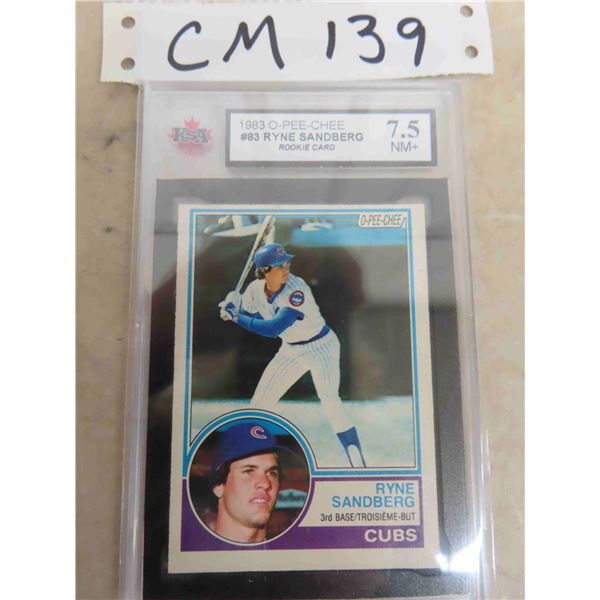 CM 139
KSA
1983 O-PEE-CHEE
7.5
#83 RYNE SANDBERG
ROOKIE CARD
NM+
O-PEE-CHEE
C
RYNE
SANDBERG
3rd BASE/TROISIÈME-BUT
CUBS